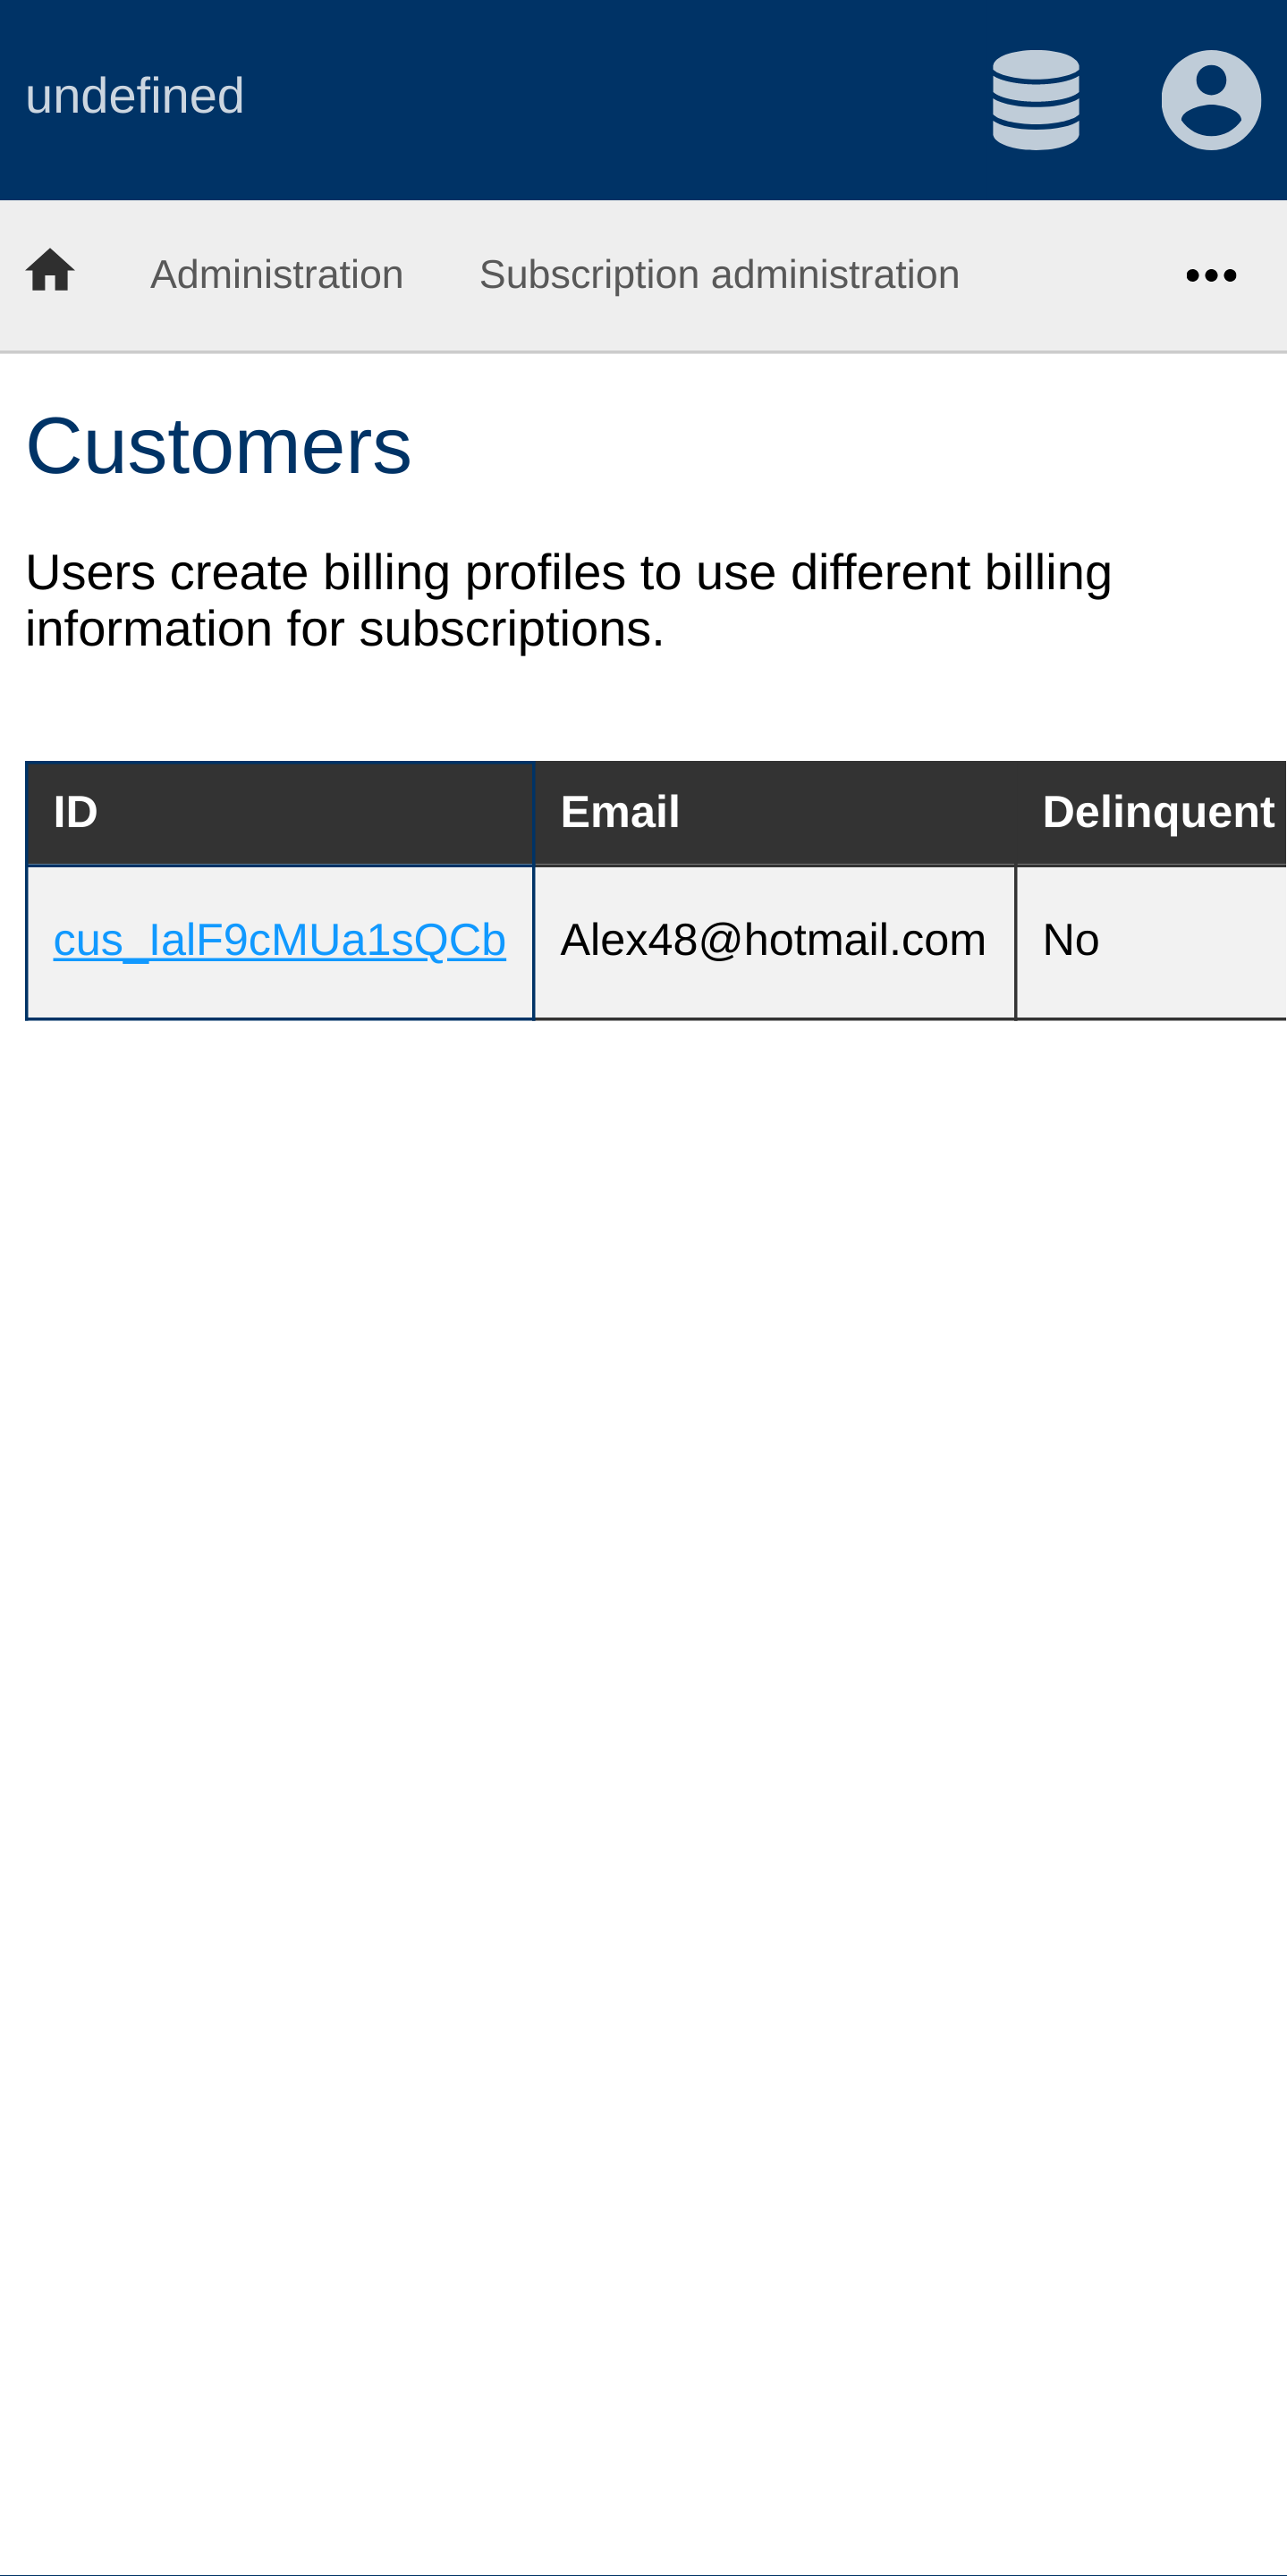 undefined
Administration Subscription administration
Customers
Users create billing profiles to use different billing
information for subscriptions.
ID Email Delinquent
cus_IalF9cMUa1sQCb Alex48@hotmail.com No